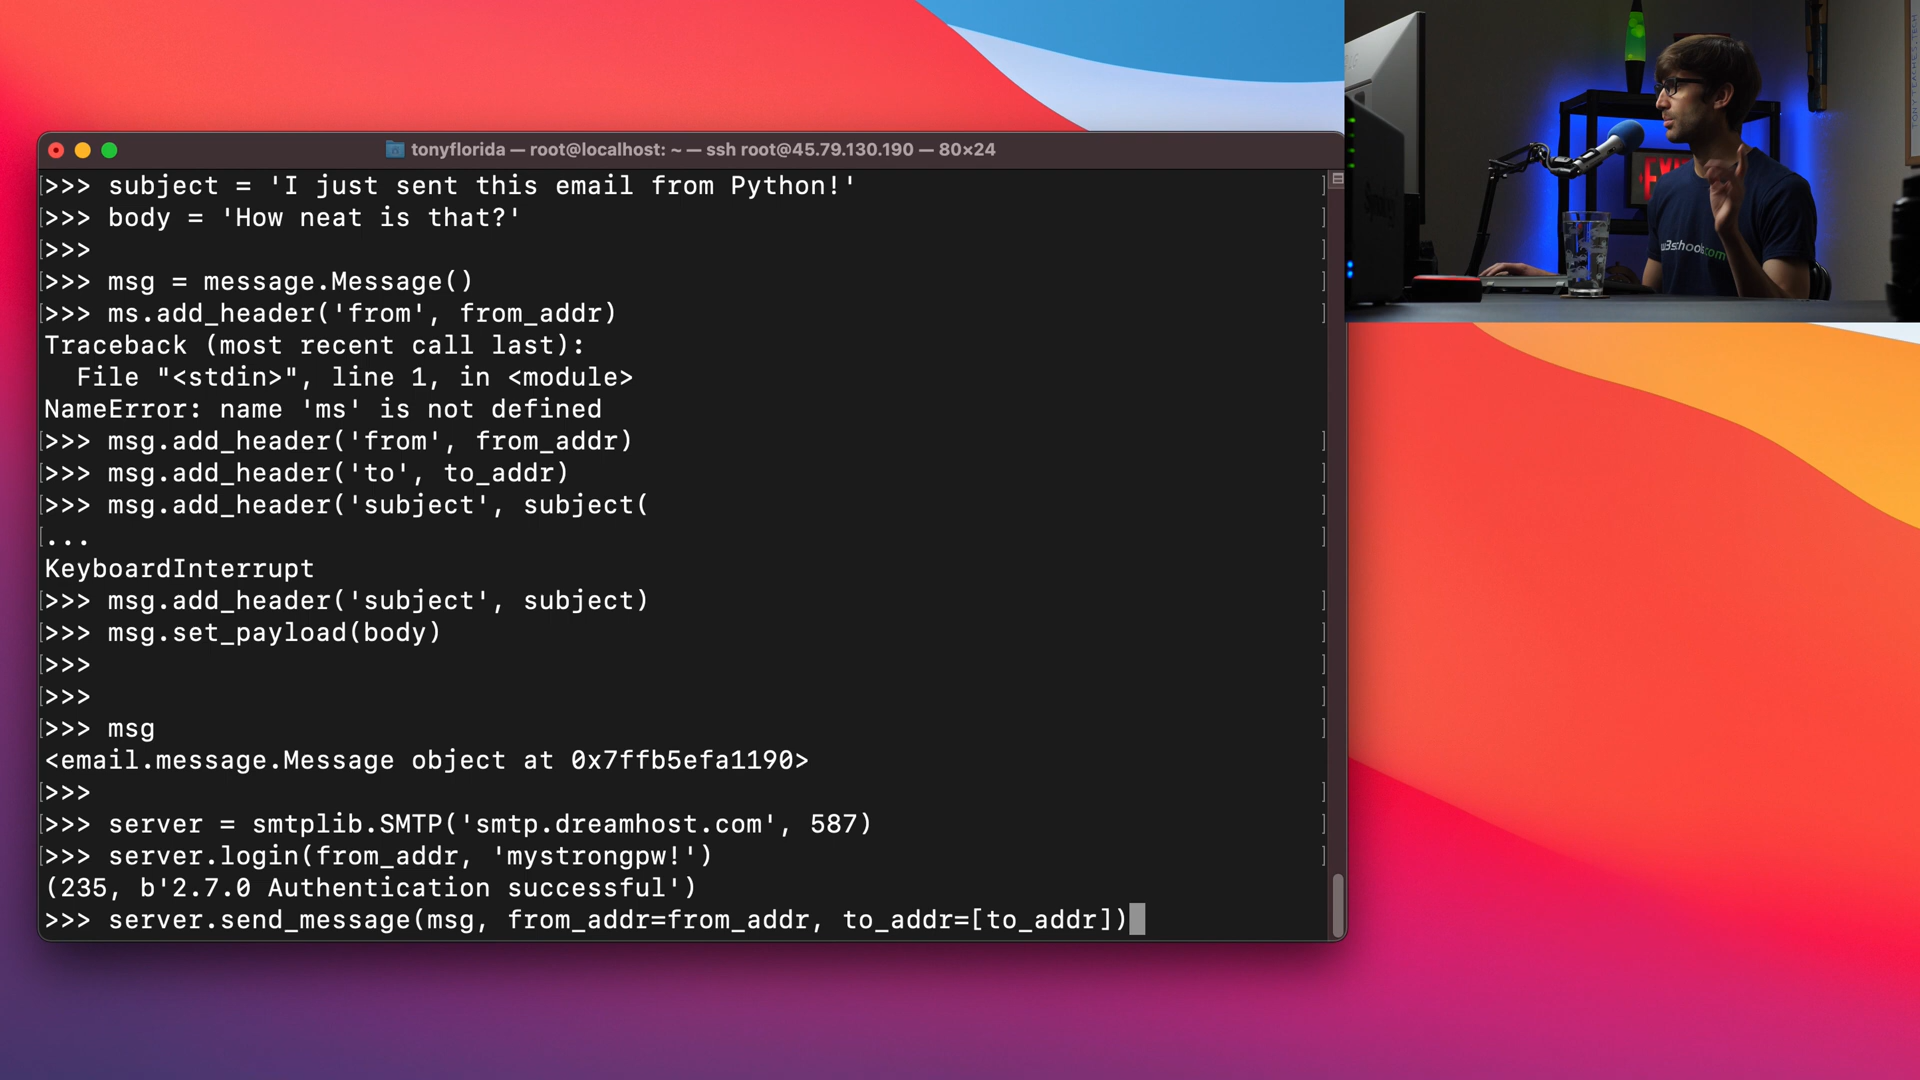 tonyflorida — root@localhost: ~ — ssh root@45.79.130.190 — 80×24
>>> subject = 'I just sent this email from Python!'
>>> body = 'How neat is that?'
>>>
>>> msg = message.Message()
>>> ms.add_header('from', from_addr)
Traceback (most recent call last):
  File "<stdin>", line 1, in <module>
NameError: name 'ms' is not defined
>>> msg.add_header('from', from_addr)
>>> msg.add_header('to', to_addr)
>>> msg.add_header('subject', subject(
...
KeyboardInterrupt
>>> msg.add_header('subject', subject)
>>> msg.set_payload(body)
>>>
>>>
>>> msg
<email.message.Message object at 0x7ffb5efa1190>
>>>
>>> server = smtplib.SMTP('smtp.dreamhost.com', 587)
>>> server.login(from_addr, 'mystrongpw!')
(235, b'2.7.0 Authentication successful')
>>> server.send_message(msg, from_addr=from_addr, to_addr=[to_addr])
w3schools.com